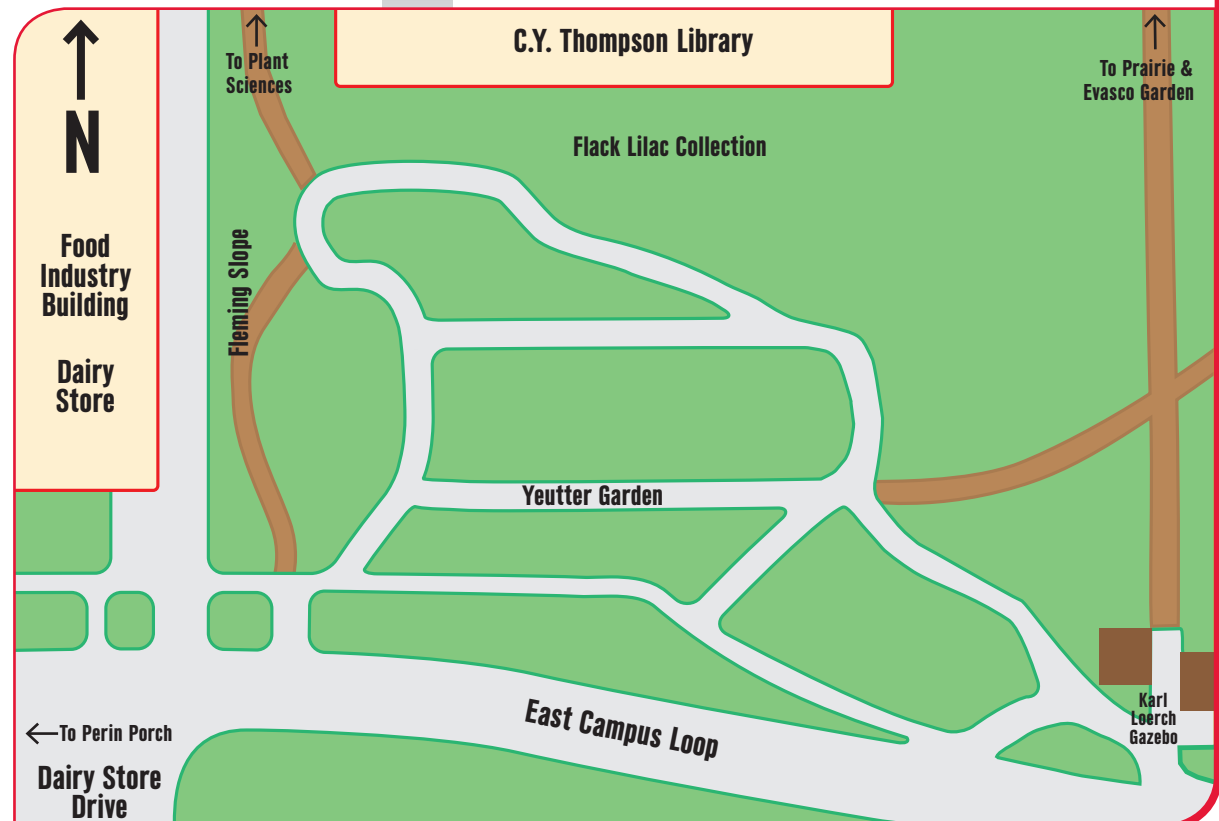 N
Food
Industry
Building
Dairy
Store
To Plant
Sciences
C.Y. Thompson Library
To Prairie &
Evasco Garden
Flack Lilac Collection
Fleming Slope
Yeutter Garden
East Campus Loop
Karl
Loerch
Gazebo
To Perin Porch
Dairy Store
Drive